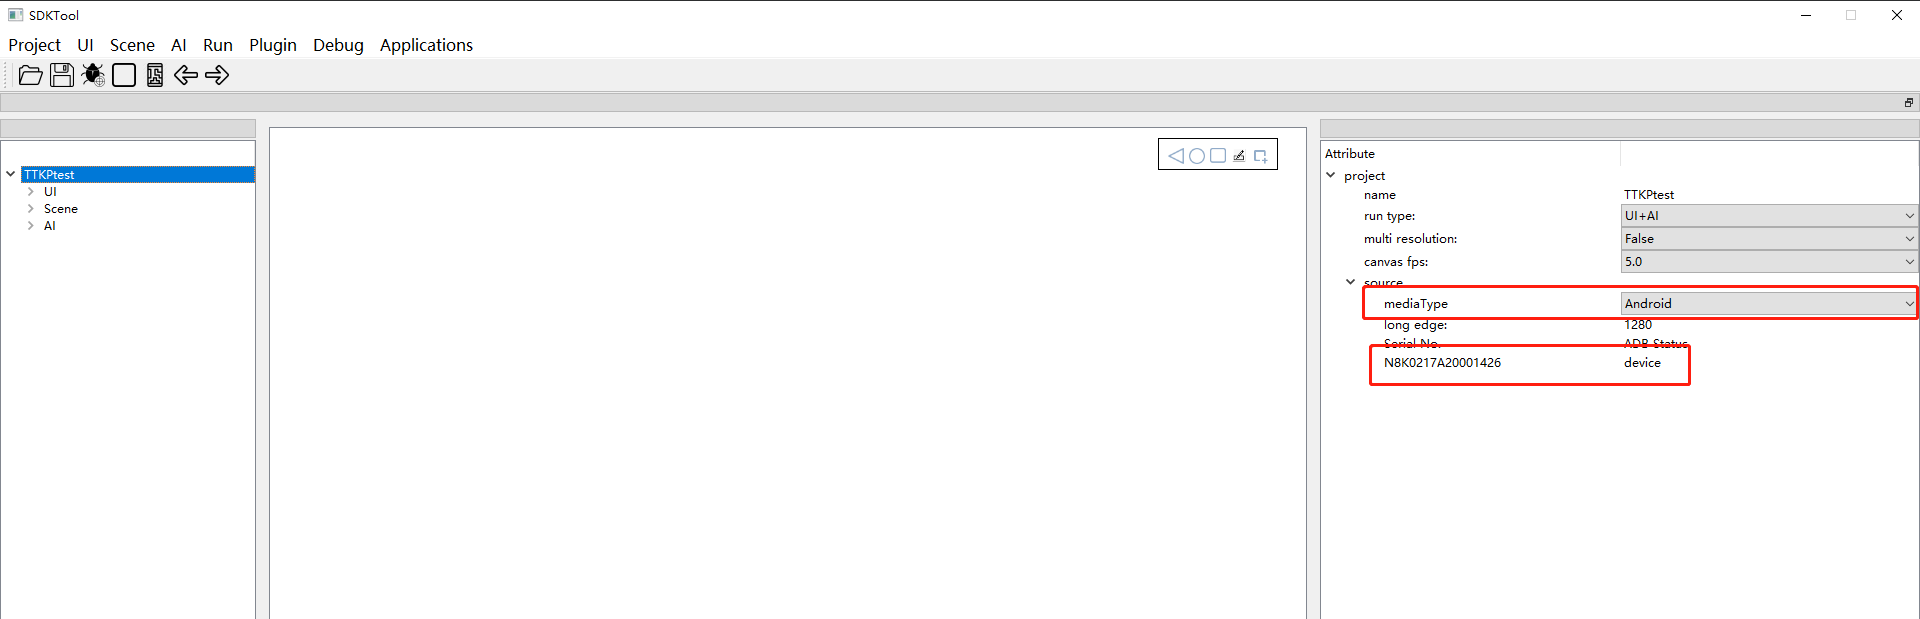 SDKTool
Project UI Scene AI Run Plugin Debug Applications
TTKPtest
UI
Scene
AI
Attribute
project
name TTKPtest
run type: UI+AI
multi resolution: False
canvas fps: 5.0
source
mediaType Android
long edge: 1280
Serial No. ADB Status
N8K0217A20001426 device